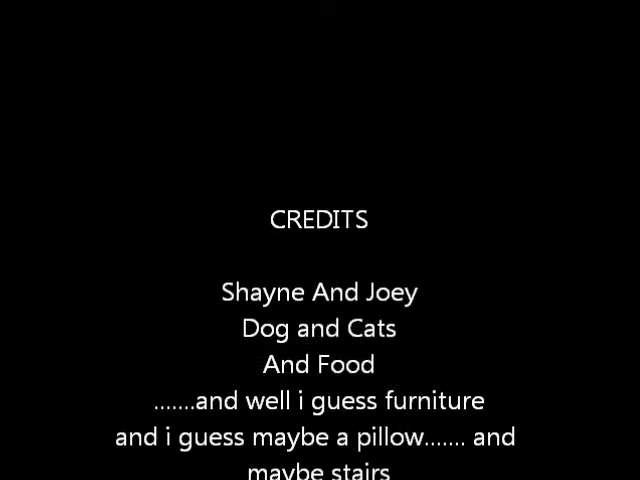 CREDITS
Shayne And Joey
Dog and Cats
And Food
.......and well i guess furniture
and i guess maybe a pillow....... and
maybe stairs